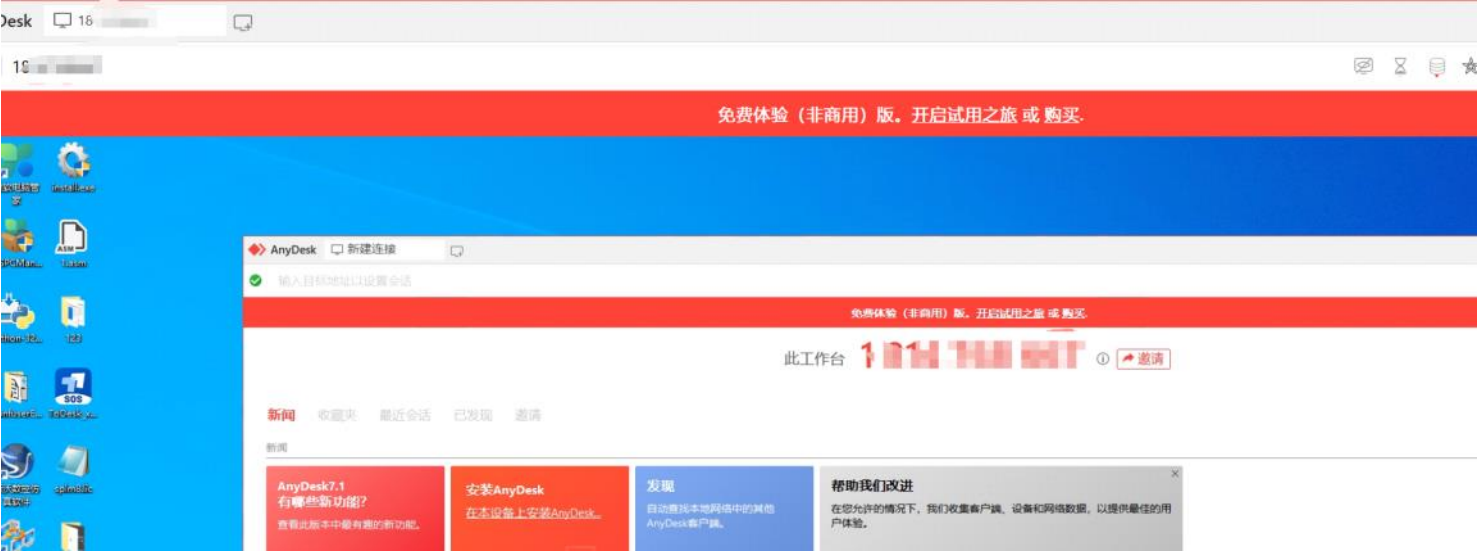 Desk 18
免费体验（非商用）版。开启试用之旅 或 购买.
Install.exe
1.asm
123
AnyDesk 新建连接
输入目标地址以设置会话
免费体验（非商用）版。开启试用之旅 或 购买.
此工作台 邀请
新闻 收藏夹 最近会话 已发现 邀请
新闻
AnyDesk7.1
有哪些新功能?
查看此版本中最有趣的新功能。
安装AnyDesk
在本设备上安装AnyDesk...
发现
自动查找本地网络中的其他
AnyDesk客户端。
帮助我们改进
在您允许的情况下，我们收集客户端、设备和网络数据，以提供最佳的用
户体验。
ASM
SOS